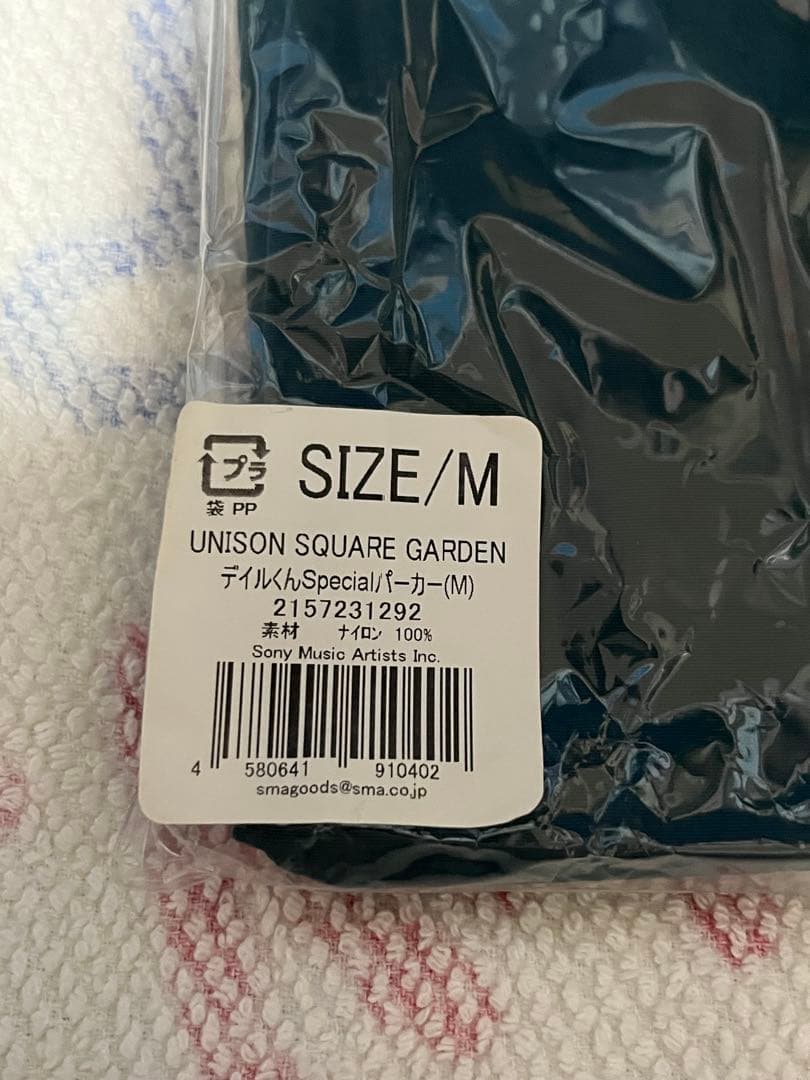 プラ
袋 PP
SIZE/M
UNISON SQUARE GARDEN
デイルくんSpecialパーカー(M)
2157231292
素材 ナイロン 100%
Sony Music Artists Inc.
4 580641 910402
smagoods@sma.co.jp